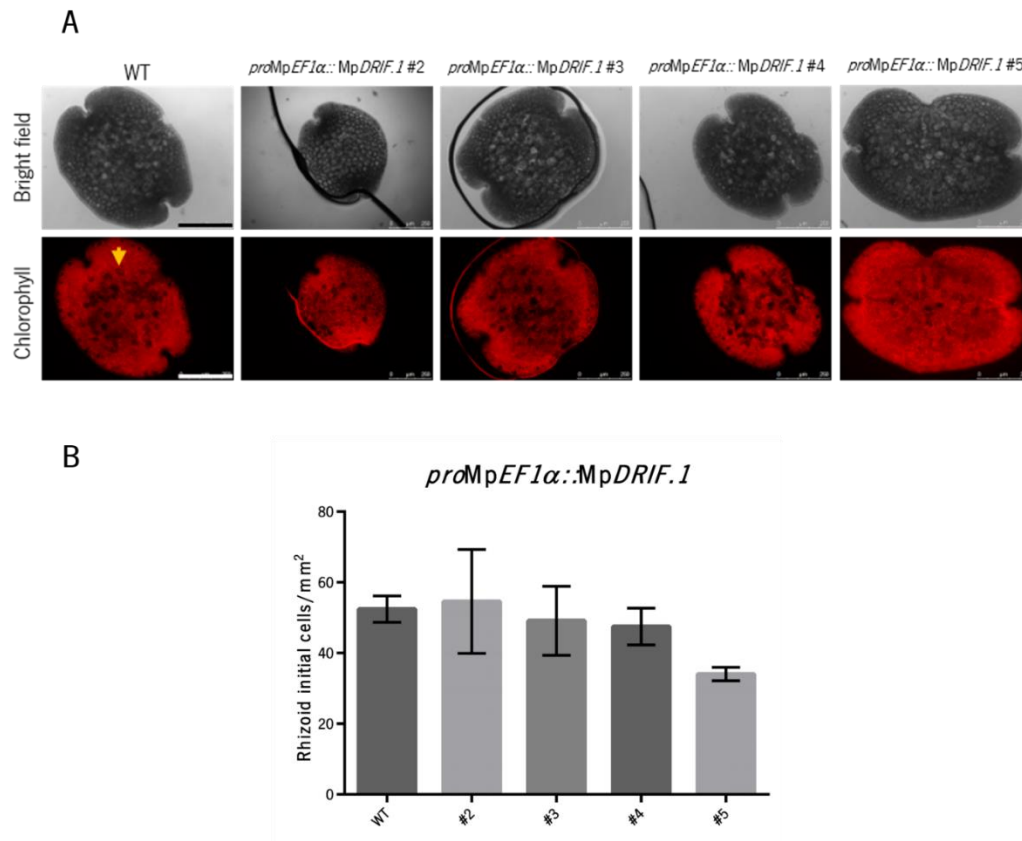 A
WT
proMpEF1α:: MpDRIF.1 #2
proMpEF1α:: MpDRIF.1 #3
proMpEF1α:: MpDRIF.1 #4
proMpEF1α:: MpDRIF.1 #5
Bright field
Chlorophyll
B
proMpEF1α::MpDRIF.1
Rhizoid initial cells/mm²
80
60
40
20
0
WT
#2
#3
#4
#5